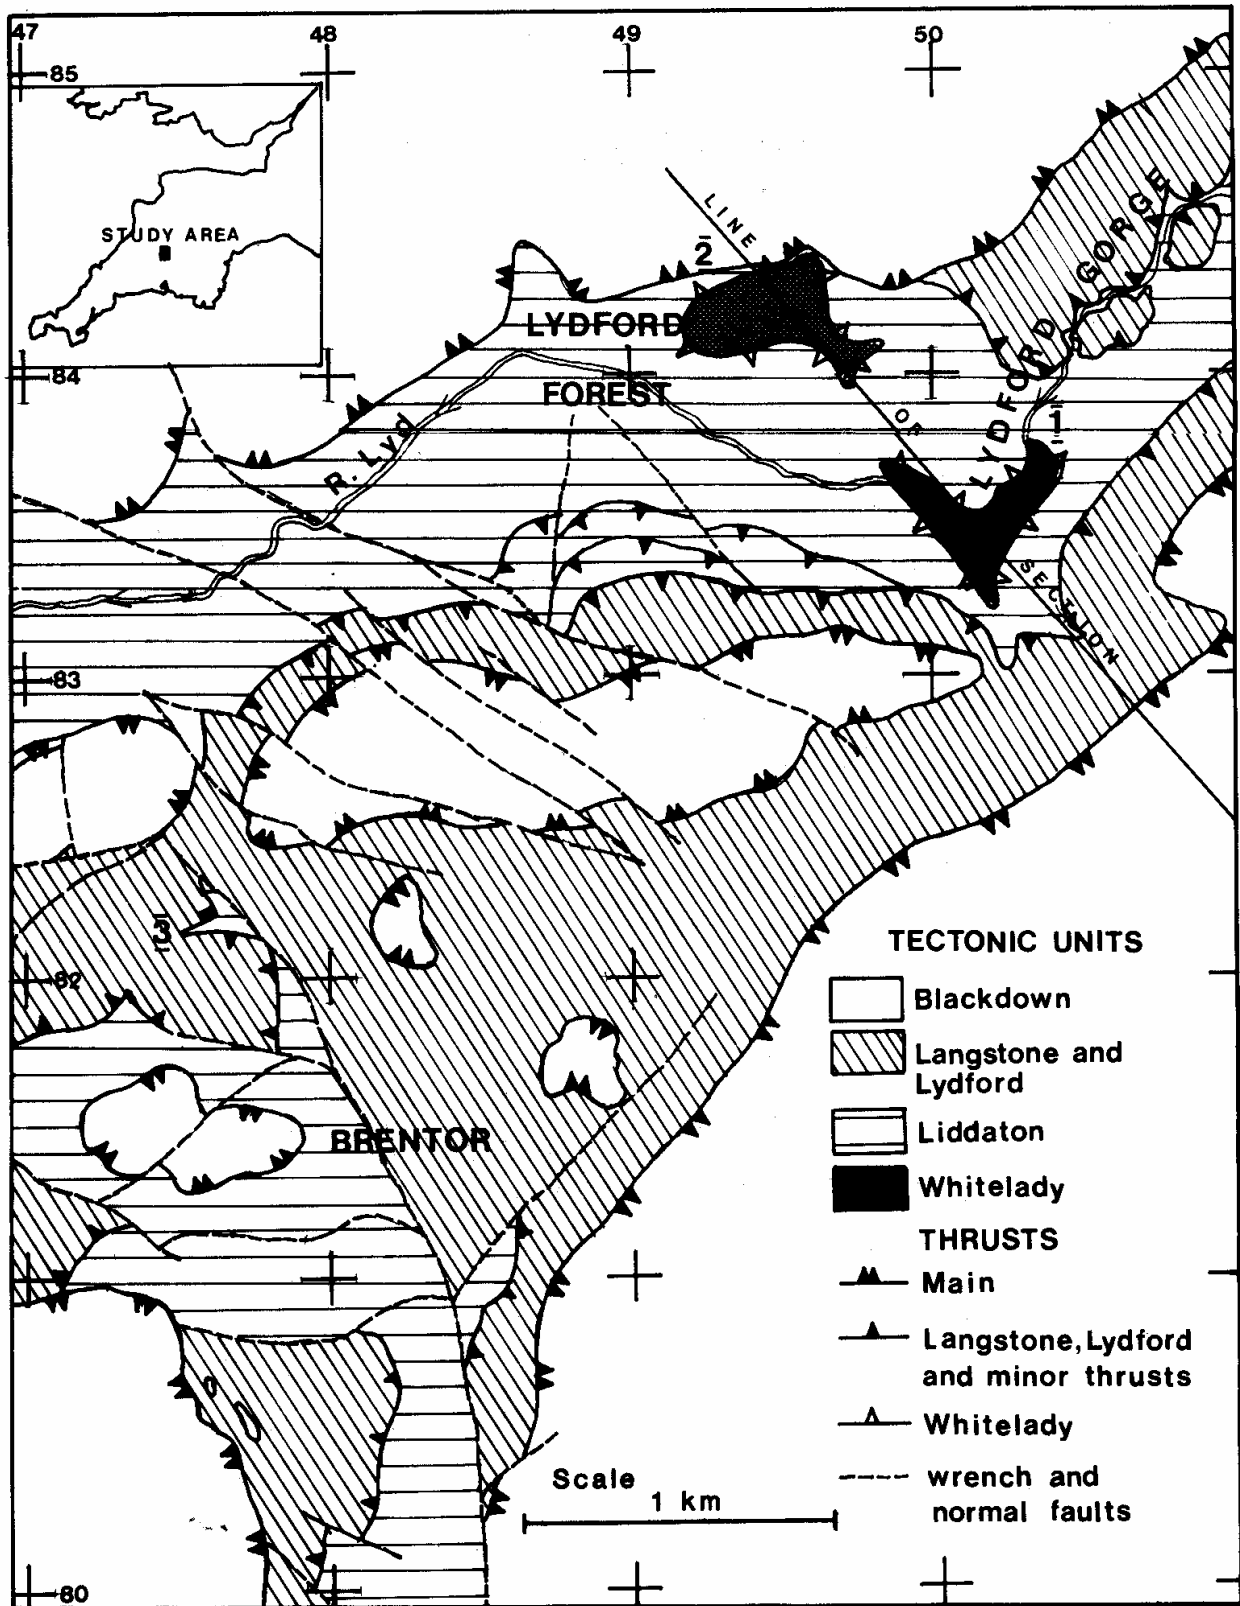 47
48
49
50
85
STUDY AREA
LINE
OF
SECTION
2
LYDFORD
FOREST
LYDFORD GORGE
84
R. Lyd
1
83
3
82
BRENTOR
TECTONIC UNITS
Blackdown
Langstone and
Lydford
Liddaton
Whitelady
THRUSTS
Main
Langstone, Lydford
and minor thrusts
Whitelady
wrench and
normal faults
Scale
1 km
80